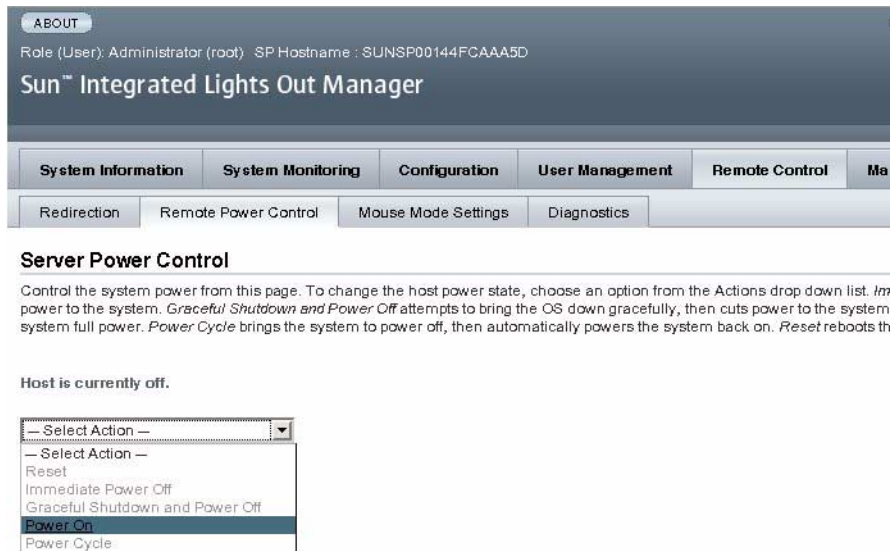 ABOUT
Role (User): Administrator (root) SP Hostname : SUNSP00144FCAAA5D
Sun™ Integrated Lights Out Manager
System Information System Monitoring Configuration User Management Remote Control Ma
Redirection Remote Power Control Mouse Mode Settings Diagnostics
Server Power Control
Control the system power from this page. To change the host power state, choose an option from the Actions drop down list. Im
power to the system. Graceful Shutdown and Power Off attempts to bring the OS down gracefully, then cuts power to the system
system full power. Power Cycle brings the system to power off, then automatically powers the system back on. Reset reboots th
Host is currently off.
— Select Action —
— Select Action —
Reset
Immediate Power Off
Graceful Shutdown and Power Off
Power On
Power Cycle